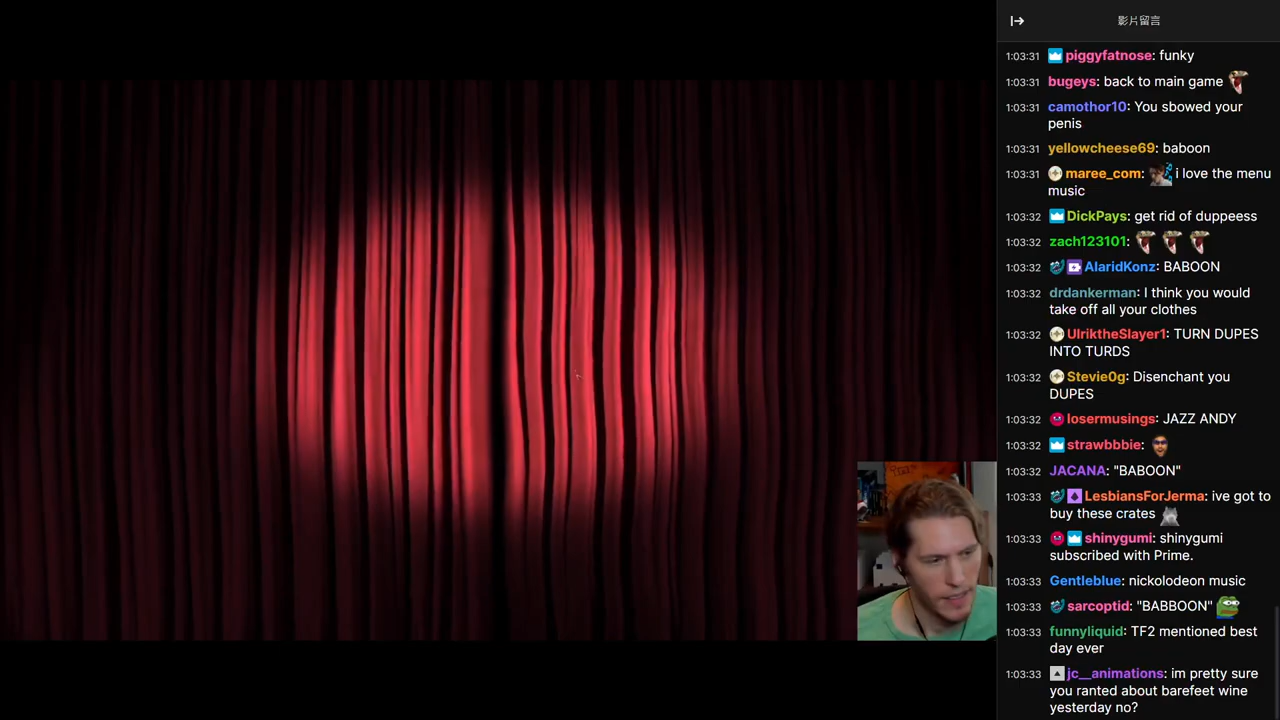 影片留言
1:03:31 piggyfatnose: funky
1:03:31 bugeys: back to main game
1:03:31 camothor10: You sbowed your
penis
1:03:31 yellowcheese69: baboon
1:03:31 maree_com: i love the menu
music
1:03:32 DickPays: get rid of duppeess
1:03:32 zach123101:
1:03:32 AlaridKonz: BABOON
1:03:32 drdankerman: I think you would
take off all your clothes
1:03:32 UlriktheSlayer1: TURN DUPES
INTO TURDS
1:03:32 Stevie0g: Disenchant you
DUPES
1:03:32 losermusings: JAZZ ANDY
1:03:32 strawbbbie:
1:03:32 JACANA: "BABOON"
1:03:33 LesbiansForJerma: ive got to
buy these crates
1:03:33 shinygumi: shinygumi
subscribed with Prime.
1:03:33 Gentleblue: nickolodeon music
1:03:33 sarcoptid: "BABBOON"
1:03:33 funnyliquid: TF2 mentioned best
day ever
1:03:33 jc__animations: im pretty sure
you ranted about barefeet wine
yesterday no?